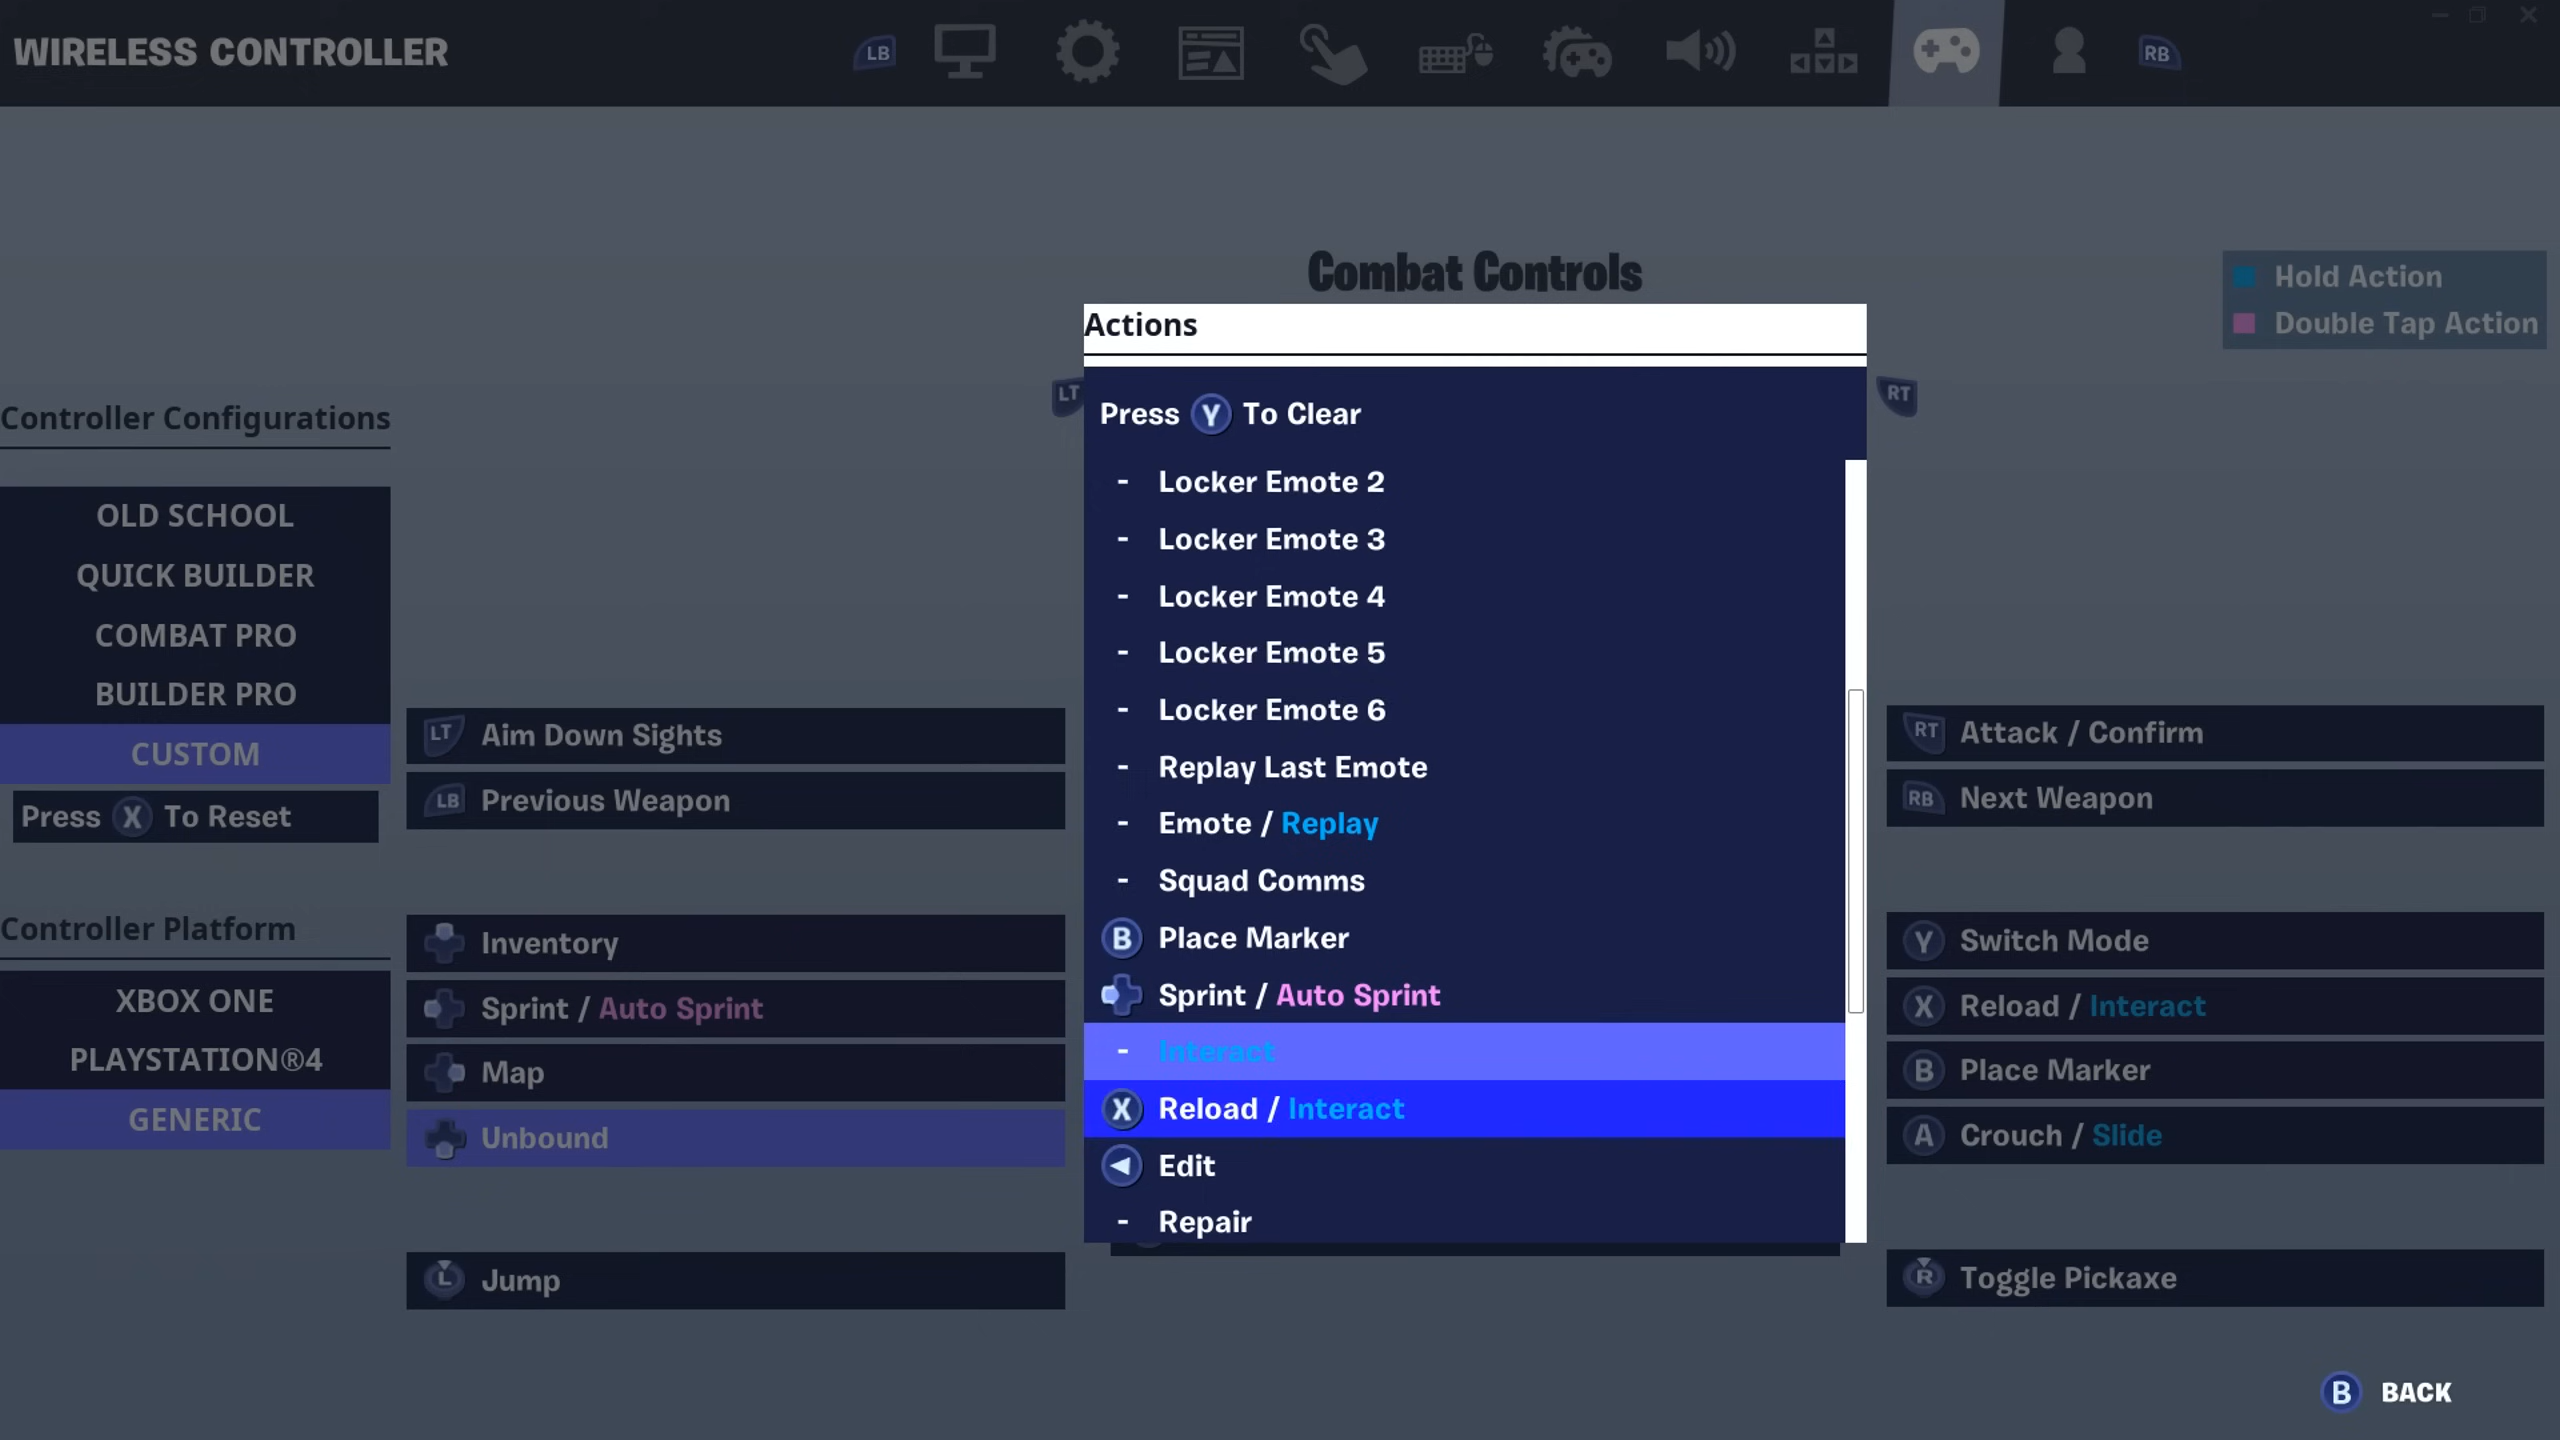 WIRELESS CONTROLLER
LB
RB
Combat Controls
Hold Action
Double Tap Action
Actions
LT
RT
Press Y To Clear
Controller Configurations
OLD SCHOOL
QUICK BUILDER
COMBAT PRO
BUILDER PRO
CUSTOM
Press X To Reset
Controller Platform
XBOX ONE
PLAYSTATION®4
GENERIC
LT Aim Down Sights
LB Previous Weapon
Inventory
Sprint / Auto Sprint
Map
Unbound
L Jump
- Locker Emote 2
- Locker Emote 3
- Locker Emote 4
- Locker Emote 5
- Locker Emote 6
- Replay Last Emote
- Emote / Replay
- Squad Comms
B Place Marker
Sprint / Auto Sprint
- Interact
X Reload / Interact
Edit
- Repair
RT Attack / Confirm
RB Next Weapon
Y Switch Mode
X Reload / Interact
B Place Marker
A Crouch / Slide
R Toggle Pickaxe
B BACK